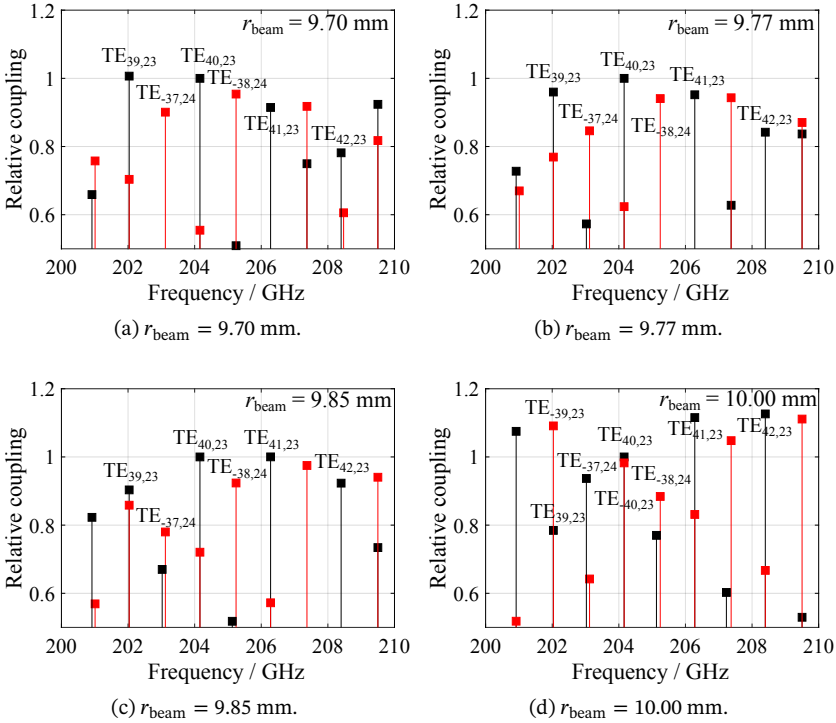 r_beam = 9.70 mm
1.2
1
0.8
0.6
Relative coupling
TE_39,23
TE_-37,24
TE_40,23
TE_-38,24
TE_41,23
TE_42,23
200 202 204 206 208 210
Frequency / GHz
(a) r_beam = 9.70 mm.
r_beam = 9.77 mm
1.2
1
0.8
0.6
Relative coupling
TE_39,23
TE_-37,24
TE_40,23
TE_-38,24
TE_41,23
TE_42,23
200 202 204 206 208 210
Frequency / GHz
(b) r_beam = 9.77 mm.
r_beam = 9.85 mm
1.2
1
0.8
0.6
Relative coupling
TE_39,23
TE_-37,24
TE_40,23
TE_-38,24
TE_41,23
TE_42,23
200 202 204 206 208 210
Frequency / GHz
(c) r_beam = 9.85 mm.
r_beam = 10.00 mm
1.2
1
0.8
0.6
Relative coupling
TE_-39,23
TE_39,23
TE_-37,24
TE_40,23
TE_-40,23
TE_-38,24
TE_41,23
TE_42,23
200 202 204 206 208 210
Frequency / GHz
(d) r_beam = 10.00 mm.